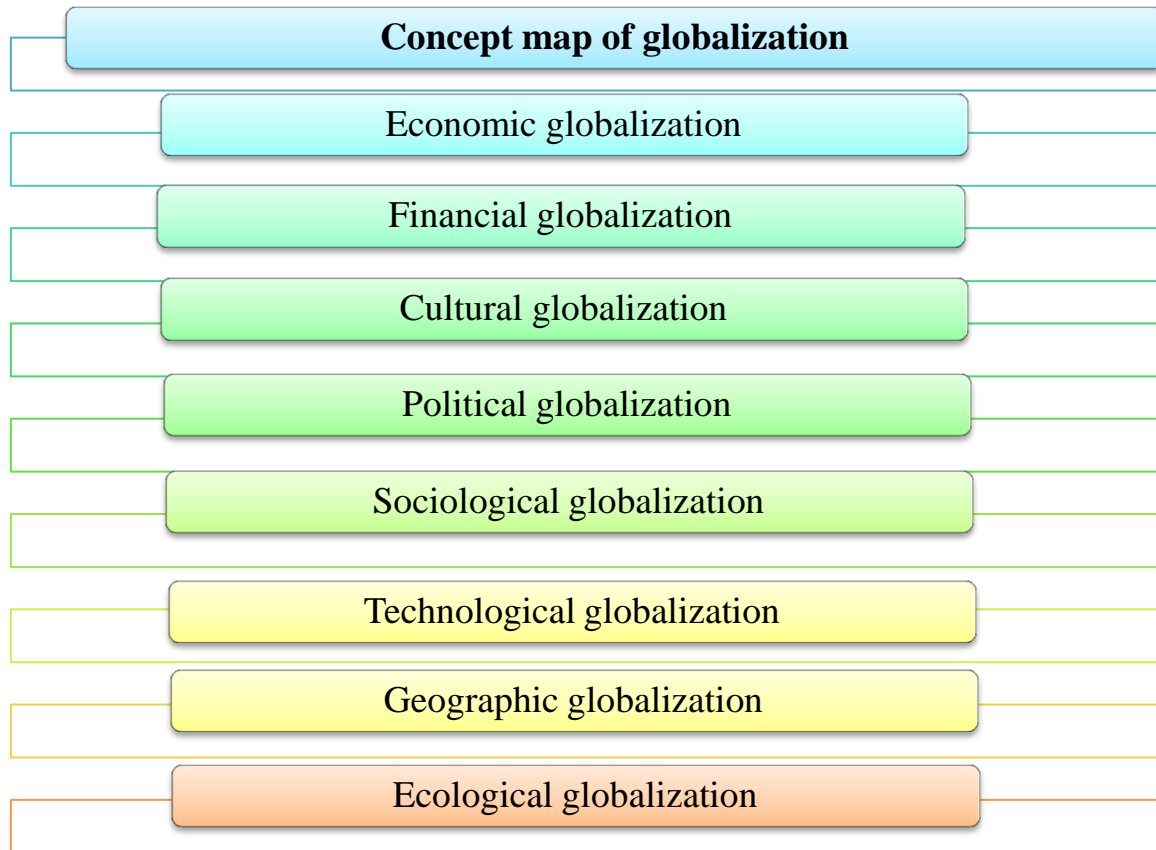 Concept map of globalization
Economic globalization
Financial globalization
Cultural globalization
Political globalization
Sociological globalization
Technological globalization
Geographic globalization
Ecological globalization